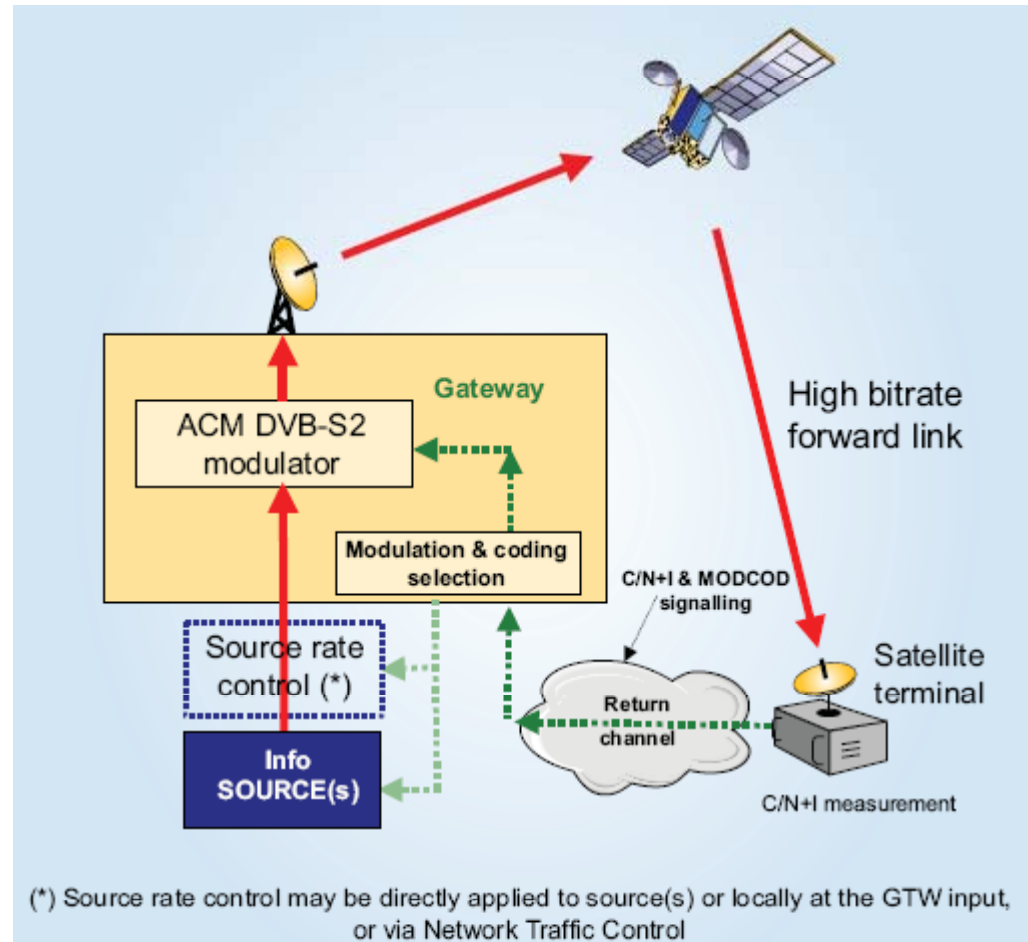 Gateway
ACM DVB-S2
modulator
High bitrate
forward link
Modulation & coding
selection
C/N+I & MODCOD
signalling
Source rate
control (*)
Satellite
terminal
Return
channel
Info
SOURCE(s)
C/N+I measurement
(*) Source rate control may be directly applied to source(s) or locally at the GTW input,
or via Network Traffic Control